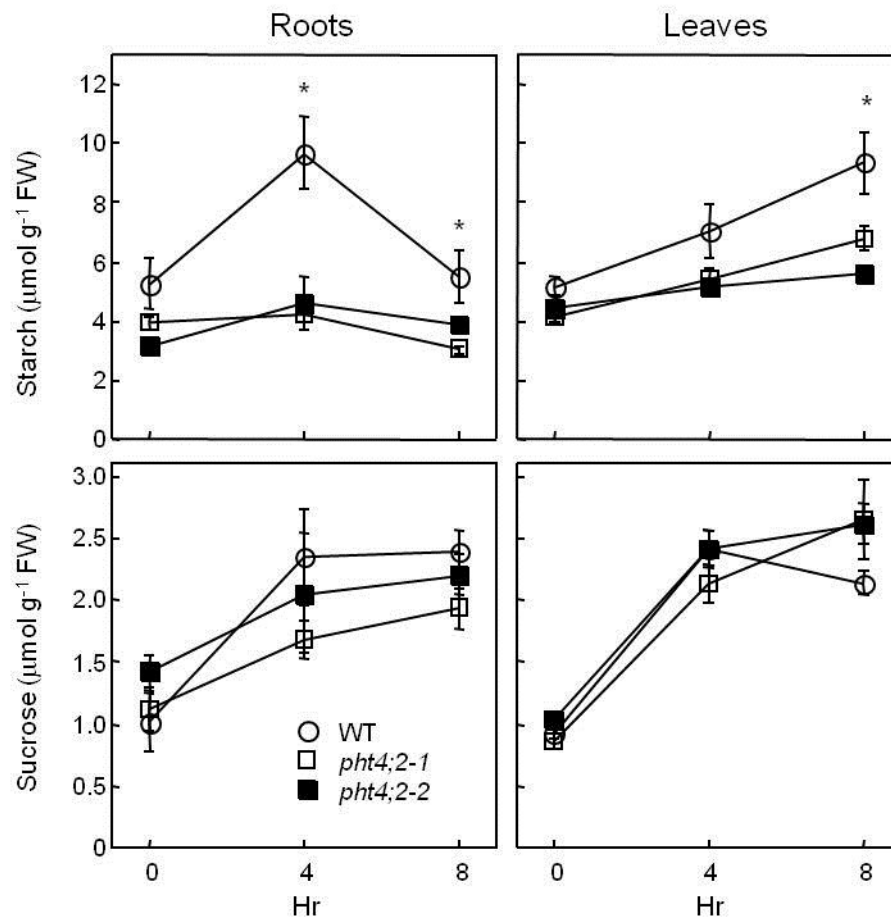 Roots
Leaves
12
10
8
6
4
2
0
Starch (μmol g⁻¹ FW)
*
*
*
3.0
2.5
2.0
1.5
1.0
0.5
0
Sucrose (μmol g⁻¹ FW)
WT
pht4;2-1
pht4;2-2
0 4 8
Hr
0 4 8
Hr